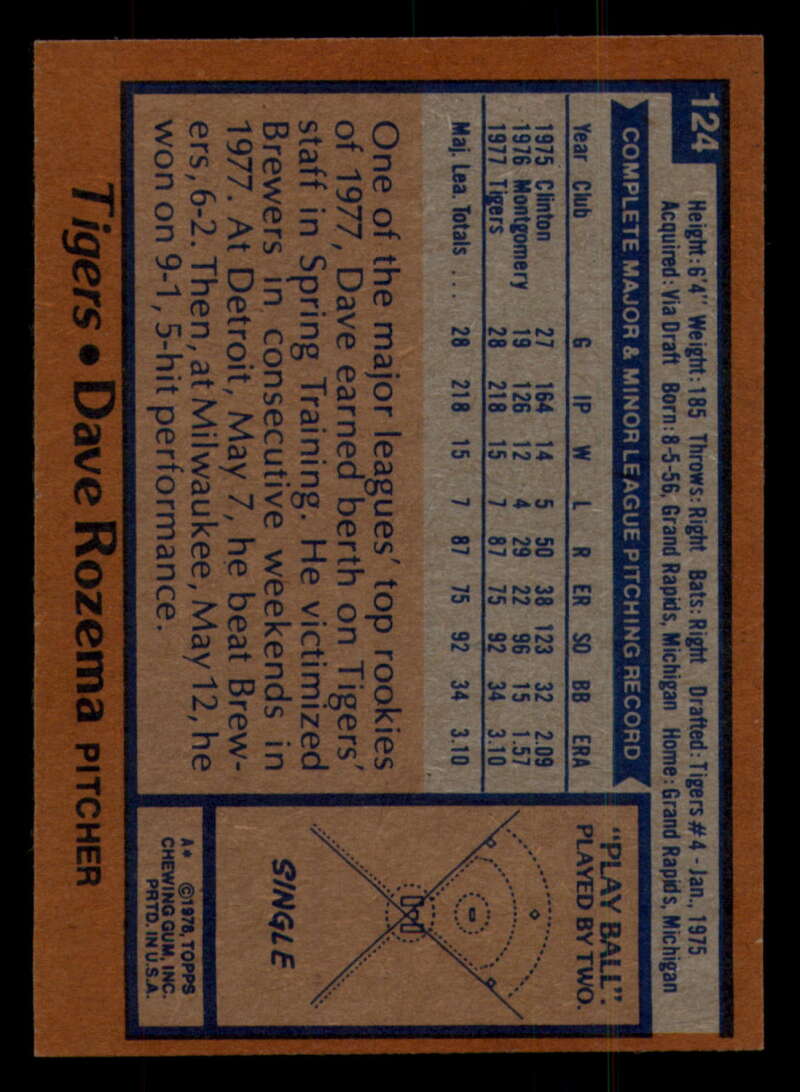 124
Height: 6'4" Weight: 185 Throws: Right Bats: Right Drafted: Tigers #4 - Jan., 1975
Acquired: Via Draft Born: 8-5-56, Grand Rapids, Michigan Home: Grand Rapids, Michigan
COMPLETE MAJOR & MINOR LEAGUE PITCHING RECORD
Year Club G IP W L R ER SO BB ERA
1975 Clinton 27 164 14 5 50 38 123 32 2.09
1976 Montgomery 19 126 12 4 29 22 96 15 1.57
1977 Tigers 28 218 15 7 87 75 92 34 3.10
Maj. Lea. Totals ... 28 218 15 7 87 75 92 34 3.10
One of the major leagues' top rookies
of 1977, Dave earned berth on Tigers'
staff in Spring Training. He victimized
Brewers in consecutive weekends in
1977. At Detroit, May 7, he beat Brew-
ers, 6-2. Then, at Milwaukee, May 12, he
won on 9-1, 5-hit performance.
"PLAY BALL":
PLAYED BY TWO.
SINGLE
A* ©1978, TOPPS
CHEWING GUM, INC.
PRTD. IN U.S.A.
Tigers • Dave Rozema PITCHER